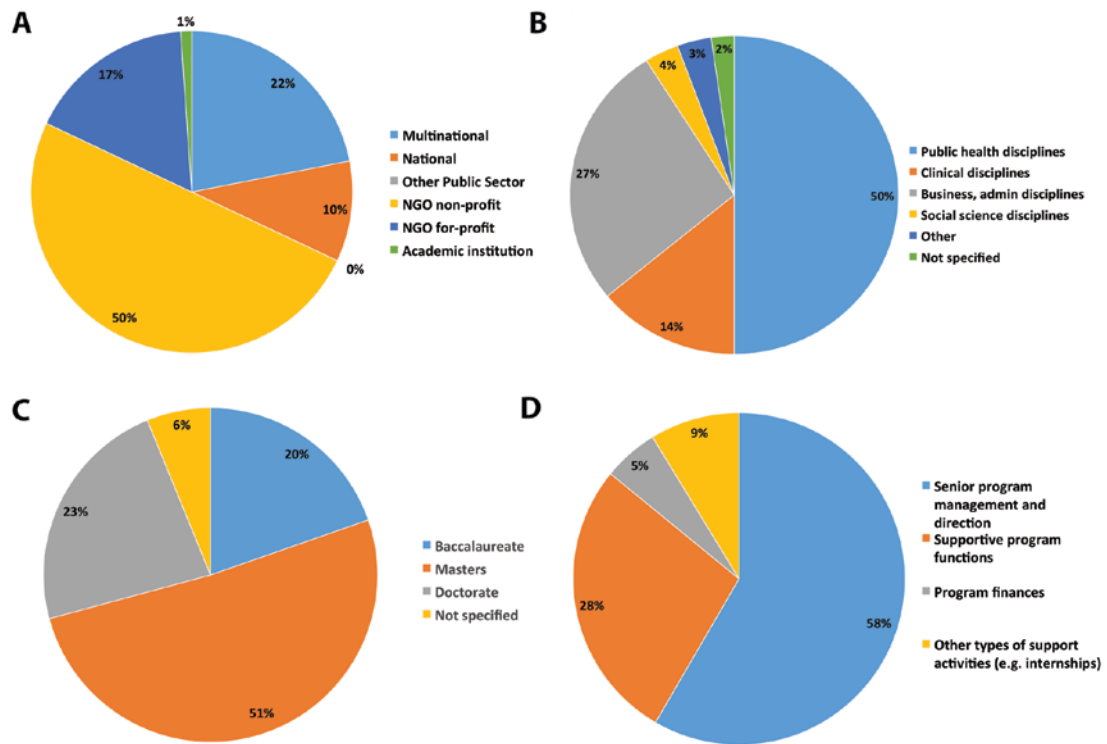 A
1%
17%
22%
10%
0%
50%
Multinational
National
Other Public Sector
NGO non-profit
NGO for-profit
Academic institution
B
2%
3%
4%
27%
50%
14%
Public health disciplines
Clinical disciplines
Business, admin disciplines
Social science disciplines
Other
Not specified
C
6%
20%
23%
51%
Baccalaureate
Masters
Doctorate
Not specified
D
9%
5%
28%
58%
Senior program
management and
direction
Supportive program
functions
Program finances
Other types of support
activities (e.g. internships)